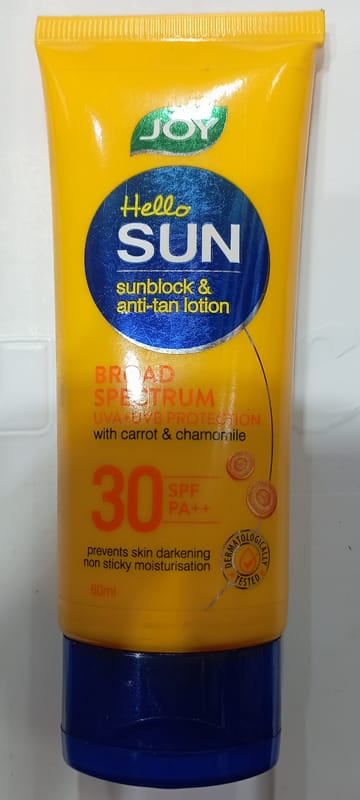 JOY
Hello
SUN
sunblock &
anti-tan lotion
BROAD
SPECTRUM
UVA+UVB PROTECTION
with carrot & chamomile
30 SPF
PA++
prevents skin darkening
non sticky moisturisation
DERMATOLOGICALLY
TESTED
60ml